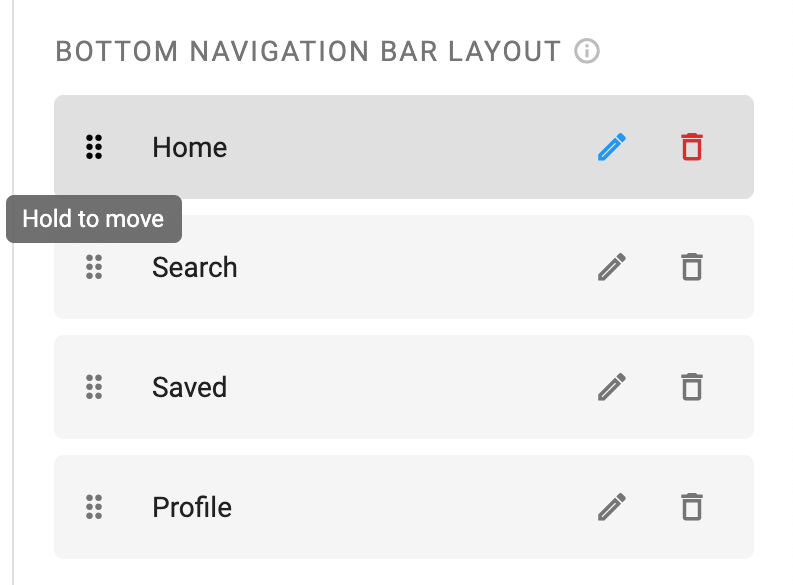 BOTTOM NAVIGATION BAR LAYOUT
Home
Hold to move
Search
Saved
Profile